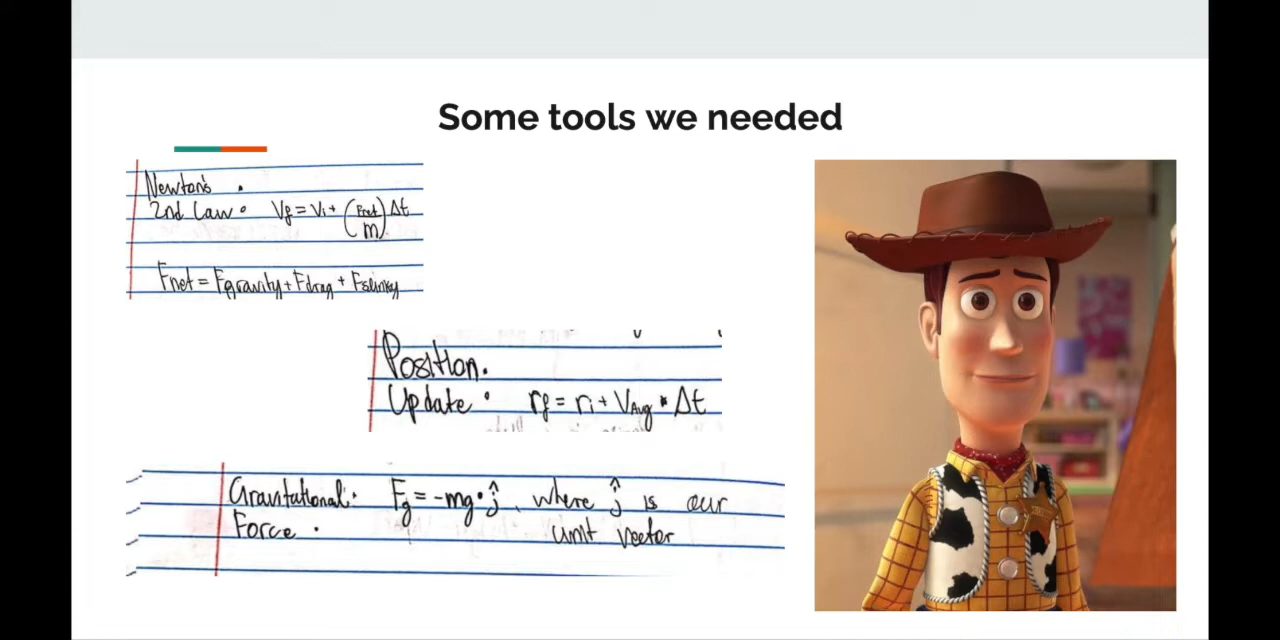 Some tools we needed
Newton's
2nd Law: Vf = Vi + (Fnet/m) Δt
Fnet = Fgravity + Fdrag + Fslinky
Position
Update: rf = ri + VAvg * Δt
Gravitational: Fg = -mg • ĵ, where ĵ is our
Force unit vector